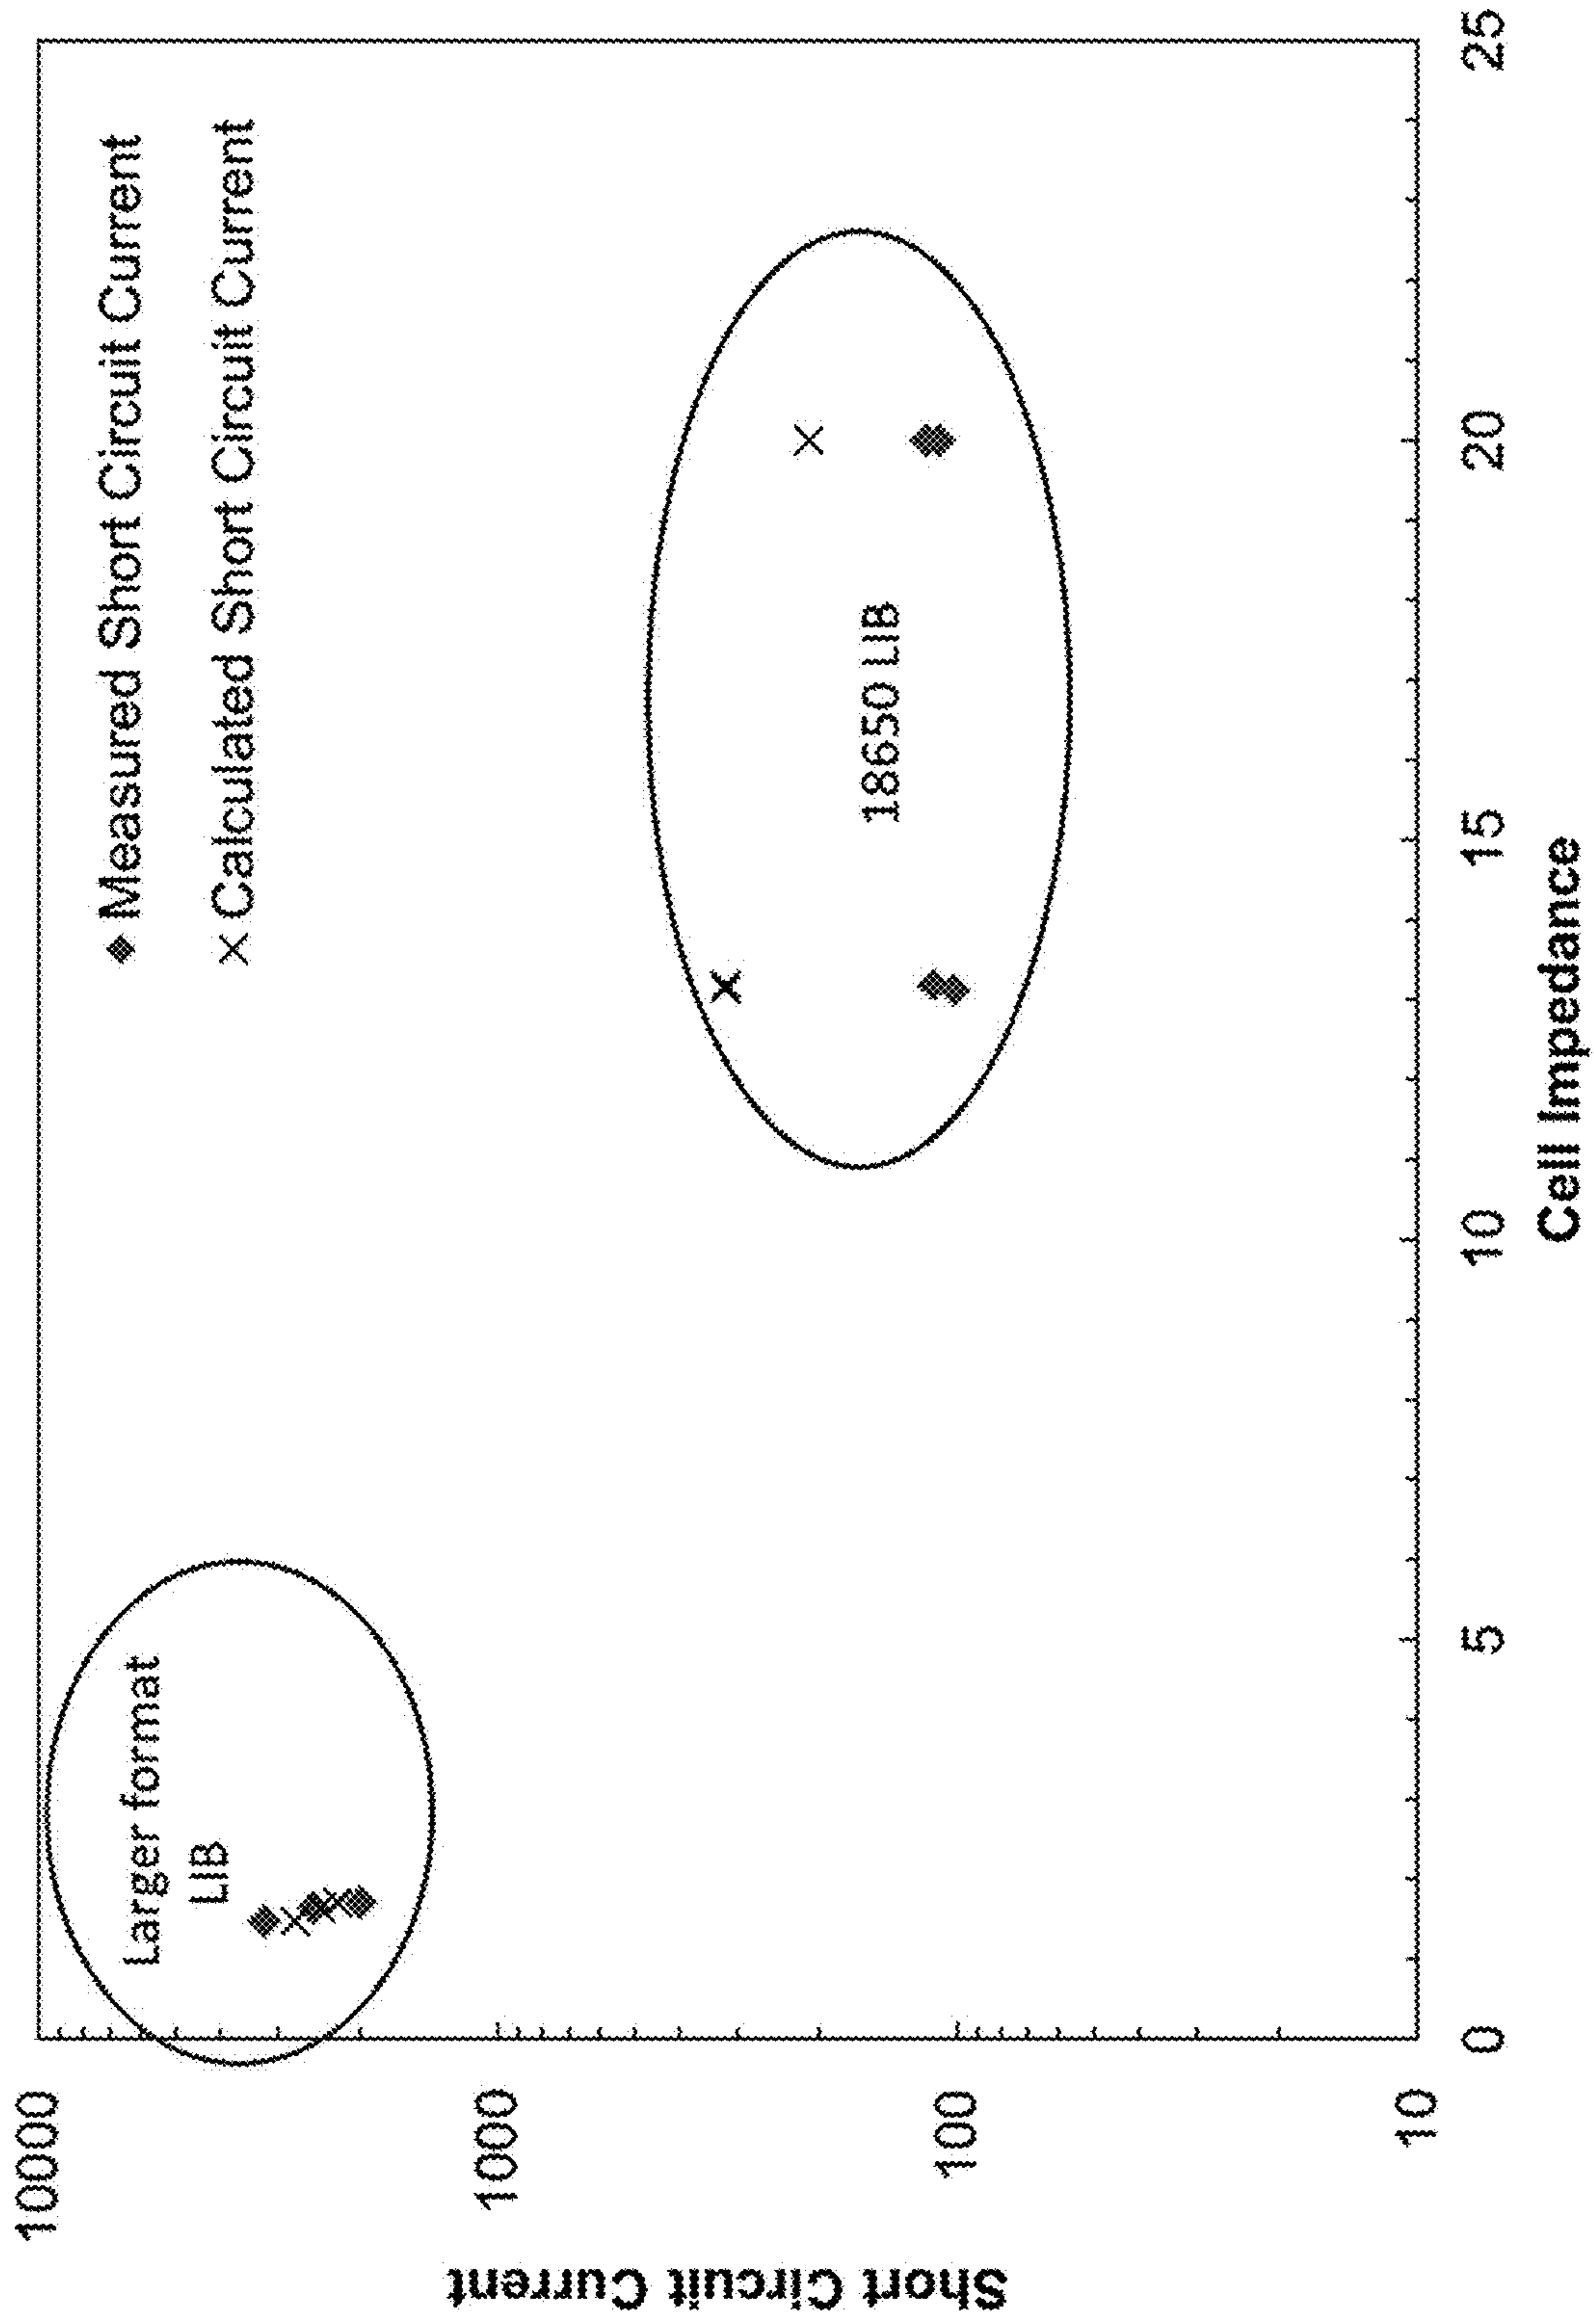 Short Circuit Current
10000
1000
100
10
Larger format
LIB
Measured Short Circuit Current
Calculated Short Circuit Current
18650 LIB
0 5 10 15 20 25
Cell Impedance